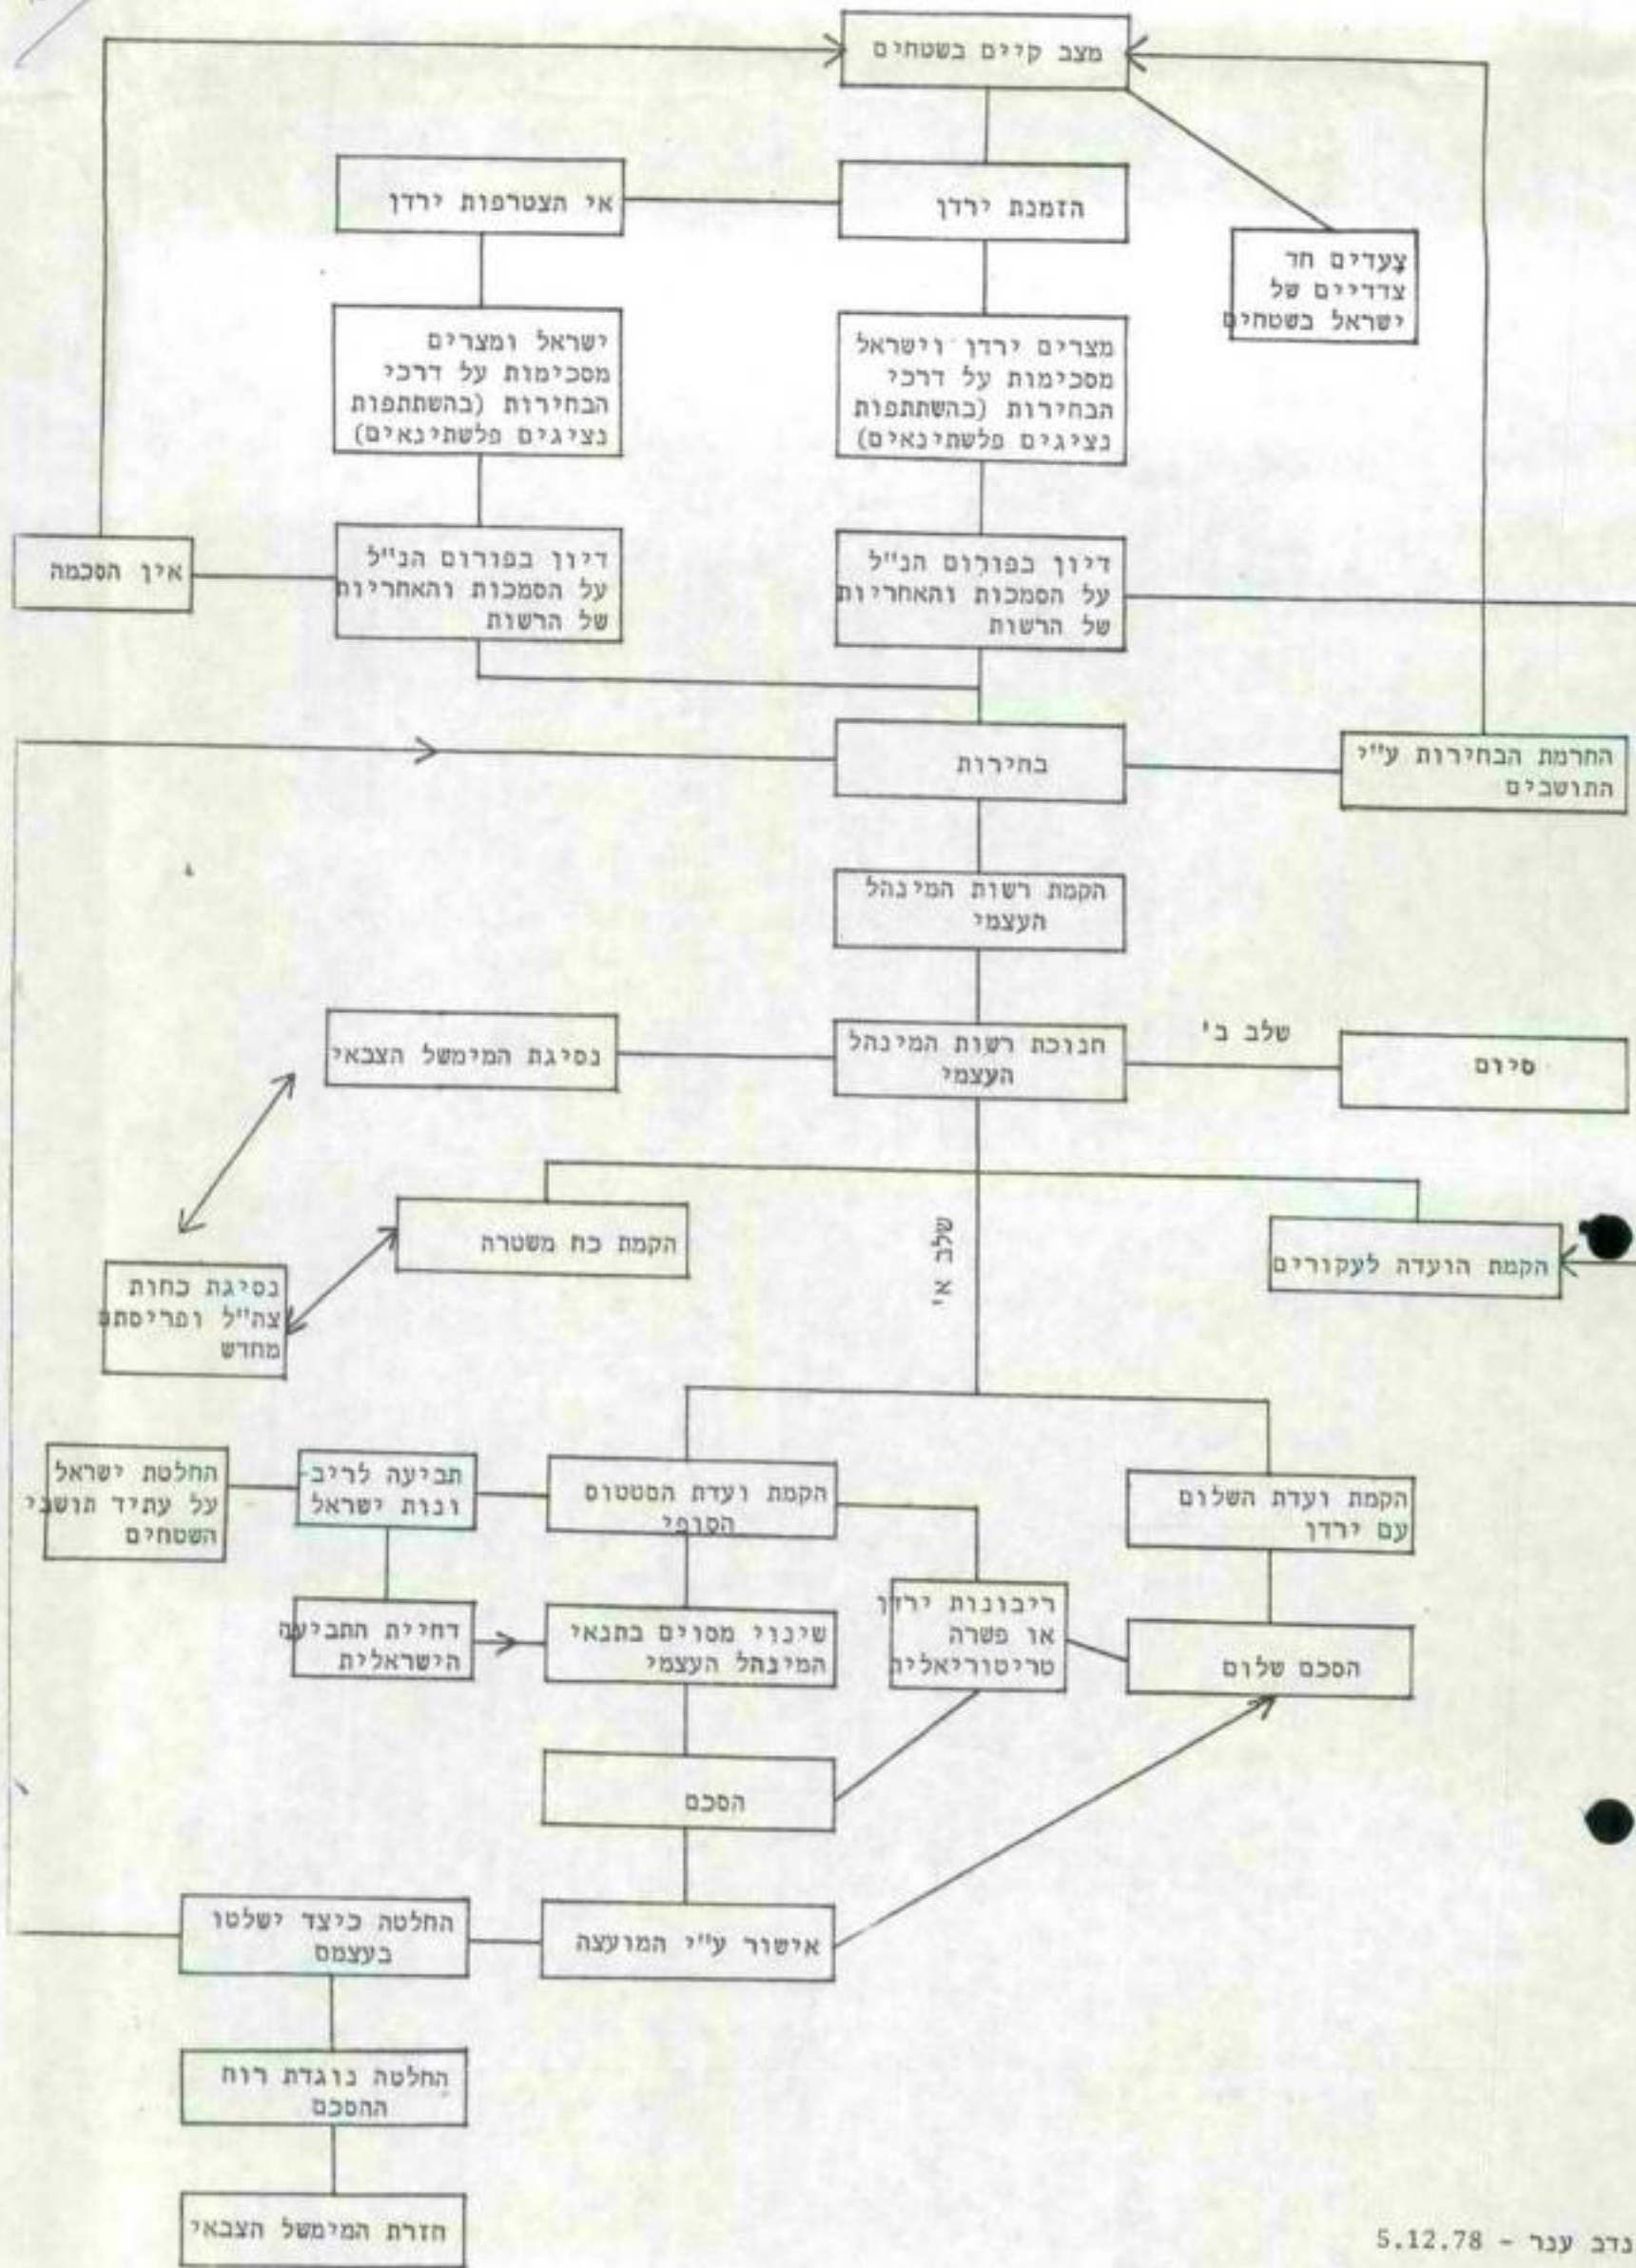 מצב קיים בשטחים
הזמנת ירדן
אי הצטרפות ירדן
צעדים חד
צדדיים של
ישראל בשטחים
מצרים ירדן וישראל
מסכימות על דרכי
הבחירות (בהשתתפות
נציגים פלשתינאים)
ישראל ומצרים
מסכימות על דרכי
הבחירות (בהשתתפות
נציגים פלשתינאים)
דיון בפורום הנ"ל
על הסמכות והאחריות
של הרשות
דיון בפורום הנ"ל
על הסמכות והאחריות
של הרשות
אין הסכמה
החרמת הבחירות ע"י
התושבים
בחירות
הקמת רשות המינהל
העצמי
סיום
שלב ב'
חנוכת רשות המינהל
העצמי
נסיגת המימשל הצבאי
הקמת הועדה לעקורים
שלב א'
הקמת כח משטרה
נסיגת כחות
צה"ל ופריסתם
מחדש
הקמת ועדת השלום
עם ירדן
הקמת ועדת הסטטוס
הסופי
תביעה לריב-
ונות ישראל
החלטת ישראל
על עתיד תושבי
השטחים
הסכם שלום
ריבונות ירדן
או פשרה
טריטוריאלית
שינוי מסוים בתנאי
המינהל העצמי
דחיית התביעה
הישראלית
הסכם
אישור ע"י המועצה
החלטה כיצד ישלטו
בעצמם
החלטה נוגדת רוח
ההסכם
חזרת המימשל הצבאי
נדב ענר - 5.12.78